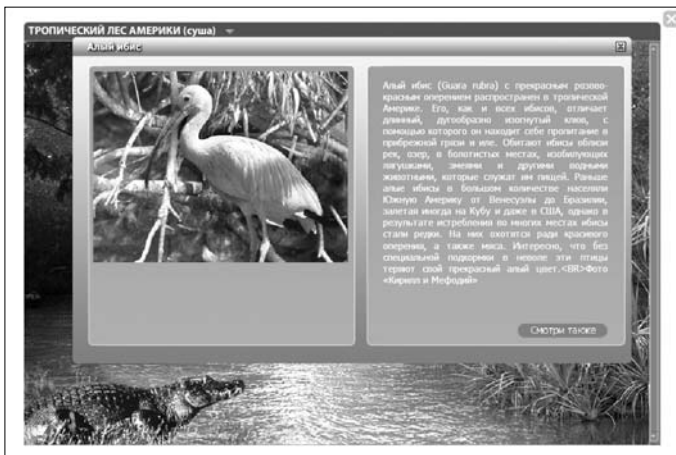 ТРОПИЧЕСКИЙ ЛЕС АМЕРИКИ (суша)
Алый ибис
Алый ибис (Guara rubra) с прекрасным розово-
красным оперением распространен в тропической
Америке. Его, как и всех ибисов, отличает
длинный, дугообразно изогнутый клюв, с
помощью которого он находит себе пропитание в
прибрежной грязи и иле. Обитают ибисы вблизи
рек, озер, в болотистых местах, изобилующих
лягушками, змеями и другими водными
животными, которые служат им пищей. Раньше
алые ибисы в большом количестве населяли
Южную Америку от Венесуэлы до Бразилии,
залетая иногда на Кубу и даже в США, однако в
результате истребления во многих местах ибисы
стали редки. На них охотятся ради красивого
оперения, а также мяса. Интересно, что без
специальной подкормки в неволе эти птицы
теряют свой прекрасный алый цвет.<BR>Фото
«Кирилл и Мефодий»
Смотри также